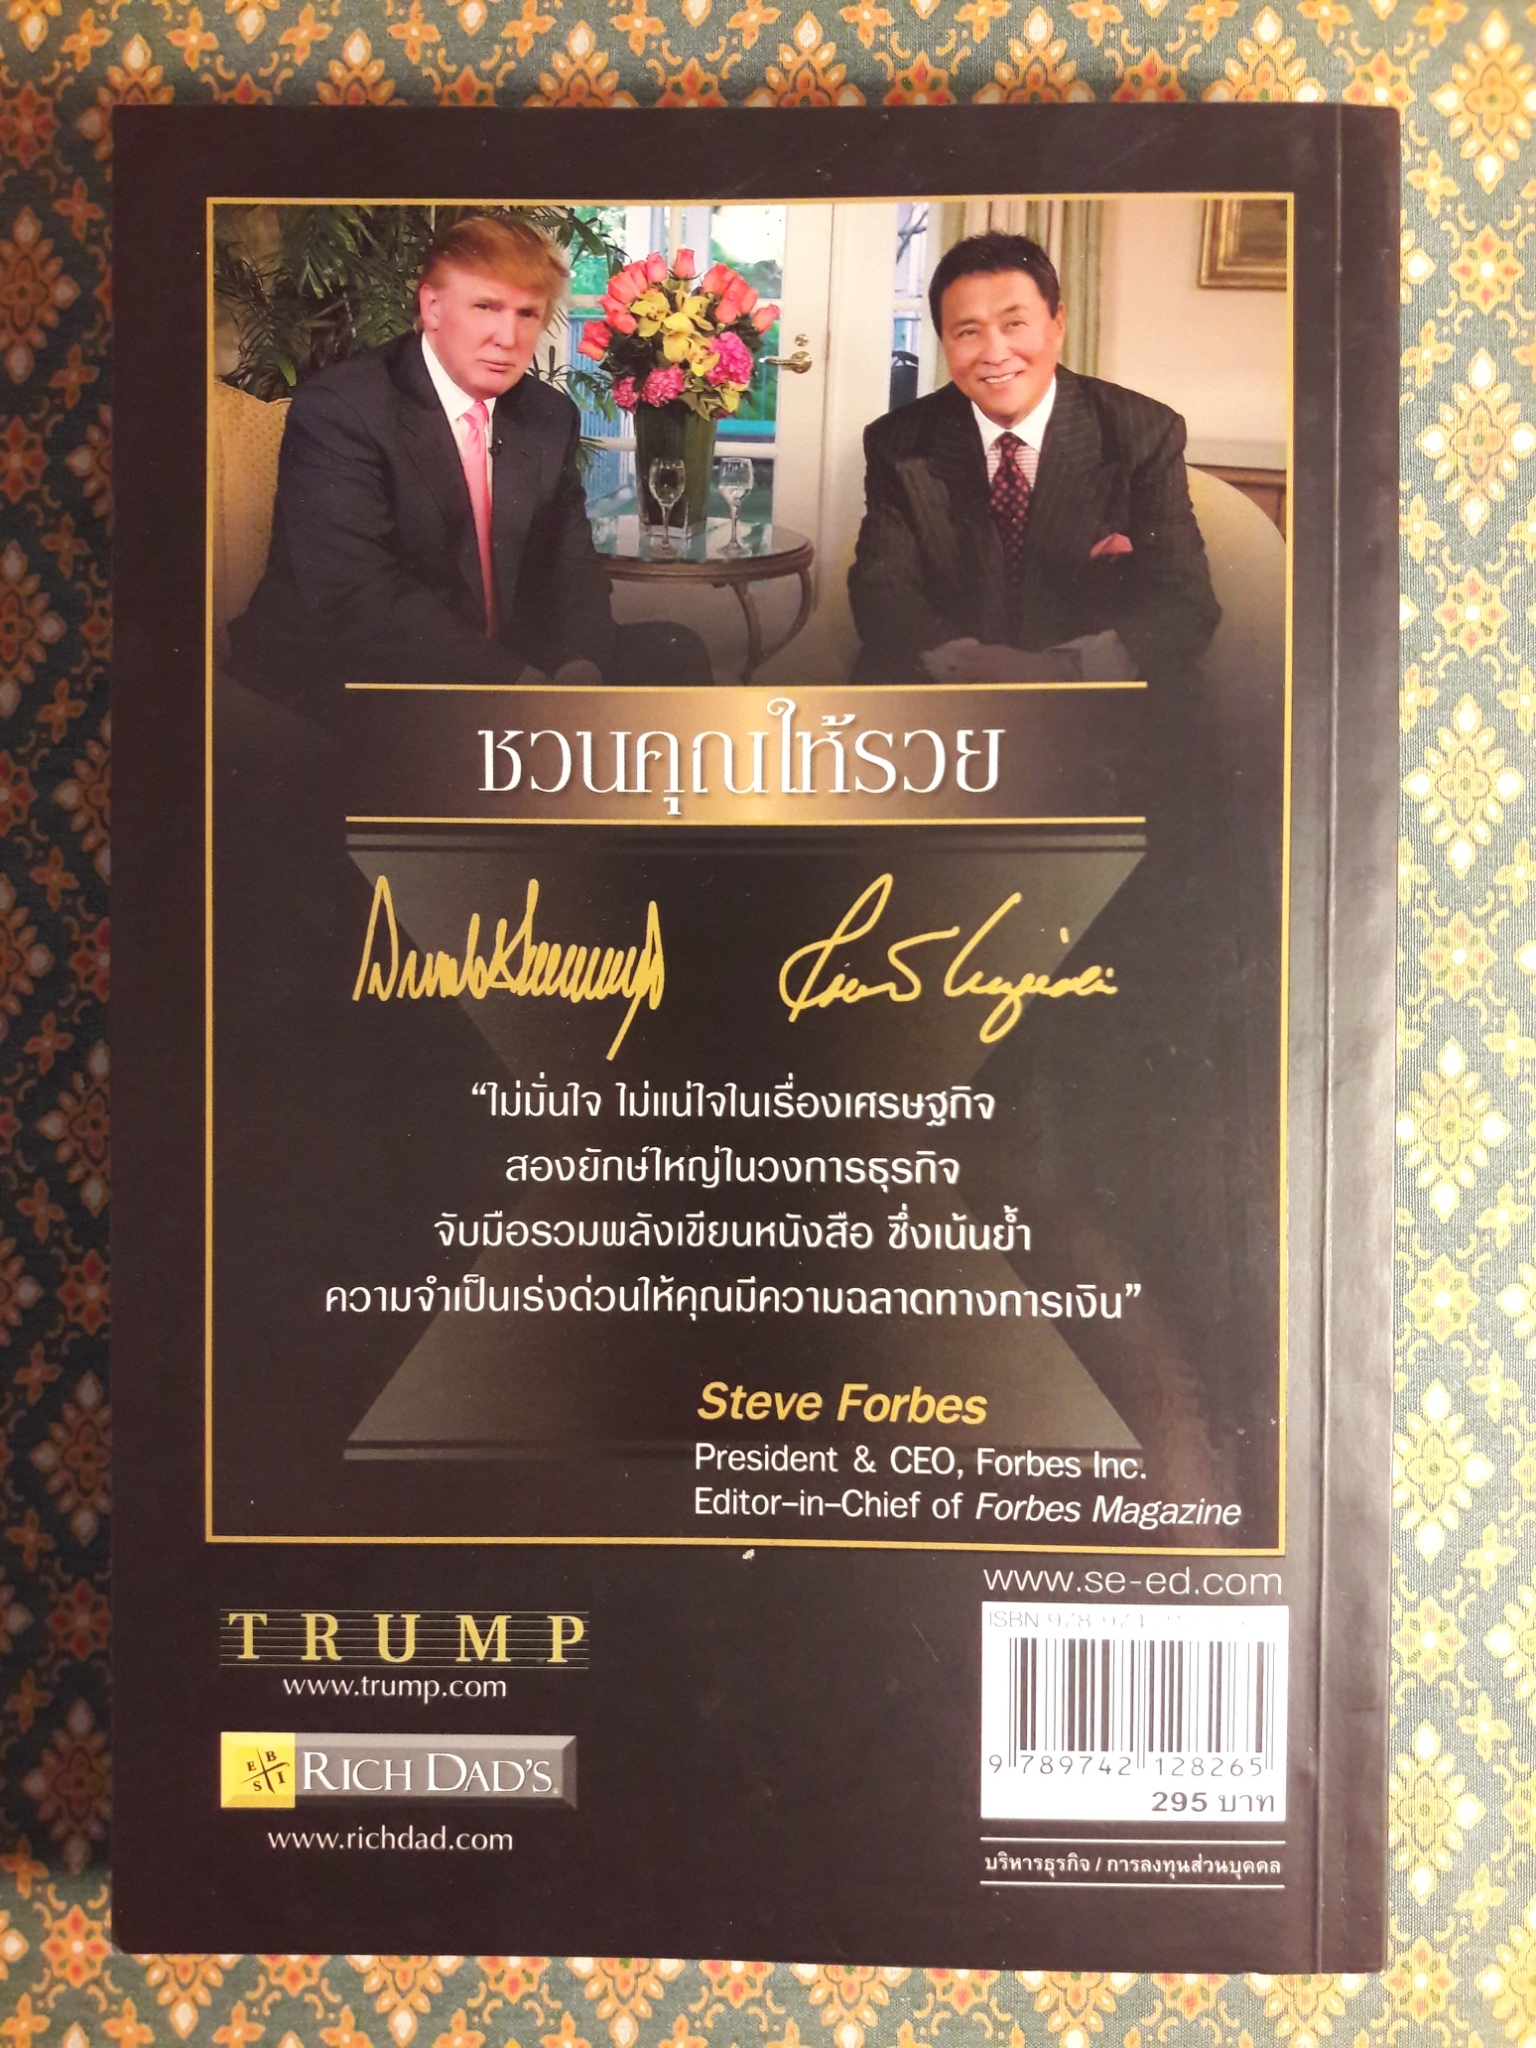 ชวนคุณให้รวย
“ไม่มั่นใจ ไม่แน่ใจในเรื่องเศรษฐกิจ
สองยักษ์ใหญ่ในวงการธุรกิจ
จับมือรวมพลังเขียนหนังสือ ซึ่งเน้นย้ำ
ความจำเป็นเร่งด่วนให้คุณมีความฉลาดทางการเงิน”
Steve Forbes
President & CEO, Forbes Inc.
Editor-in-Chief of Forbes Magazine
TRUMP
www.trump.com
E B
S I
RICH DAD'S
www.richdad.com
www.se-ed.com
ISBN 978-974
9 789742 128265
295 บาท
บริหารธุรกิจ / การลงทุนส่วนบุคคล